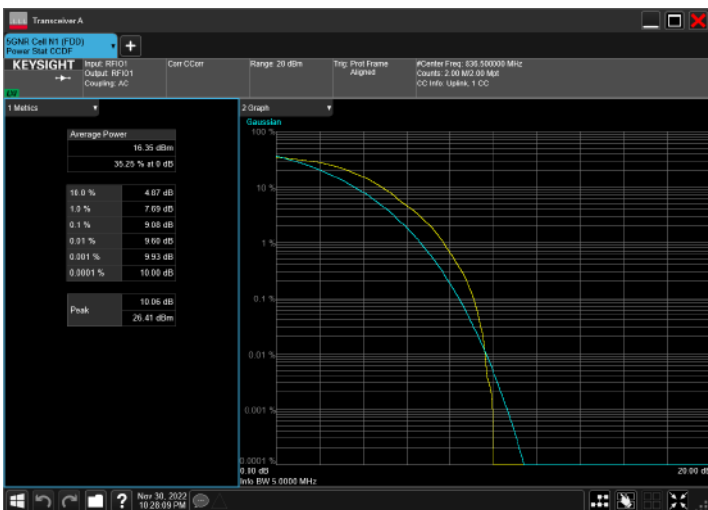 Transceiver A
5GNR Cell N1 (FDD)
Power Stat CCDF
KEYSIGHT
Input: RFIO1
Output: RFIO1
Coupling: AC
Corr CCorr
Range: 20 dBm
Trig: Prot Frame
Aligned
#Center Freq: 836.500000 MHz
Counts: 2.00 M/2.00 Mpt
CC Info: Uplink, 1 CC
1 Metrics
Average Power
16.35 dBm
35.25 % at 0 dB
10.0 % 4.87 dB
1.0 % 7.69 dB
0.1 % 9.08 dB
0.01 % 9.60 dB
0.001 % 9.93 dB
0.0001 % 10.00 dB
Peak
10.06 dB
26.41 dBm
2 Graph
Gaussian
100 %
10 %
1 %
0.1 %
0.01 %
0.001 %
0.0001 %
0.00 dB
20.00 dB
Info BW 5.0000 MHz
Nov 30, 2022
10:28:09 PM